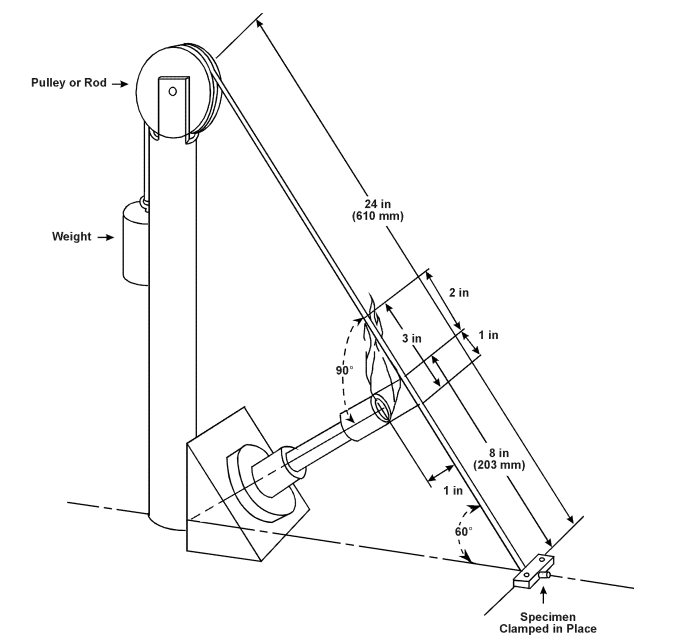 Pulley or Rod
Weight
24 in
(610 mm)
2 in
1 in
3 in
90°
8 in
(203 mm)
1 in
60°
Specimen
Clamped in Place